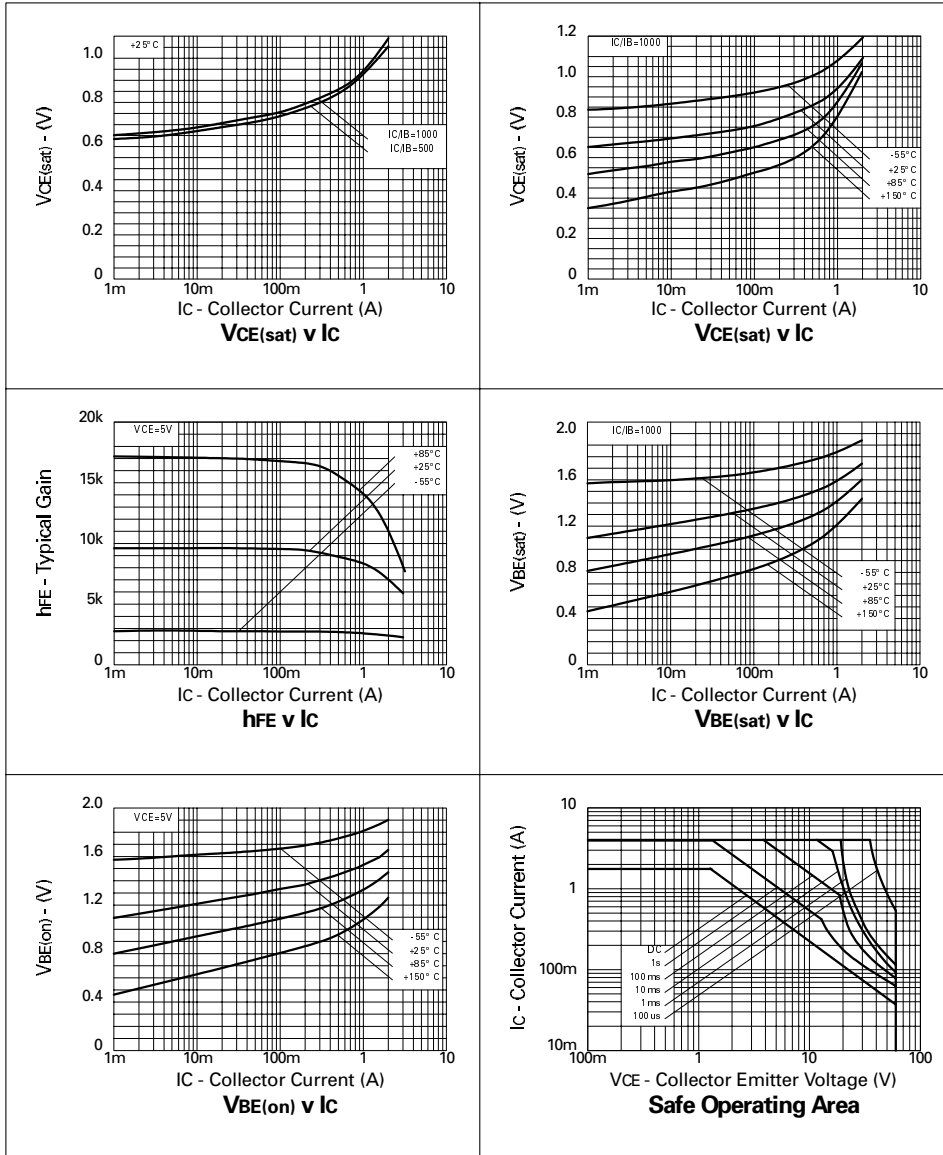 VCE(sat) - (V)
1.0
0.8
0.6
0.4
0.2
0
+25°C
IC/IB=1000
IC/IB=500
1m 10m 100m 1 10
IC - Collector Current (A)
VCE(sat) v IC
VCE(sat) - (V)
1.2
1.0
0.8
0.6
0.4
0.2
0
IC/IB=1000
-55°C
+25°C
+85°C
+150°C
1m 10m 100m 1 10
IC - Collector Current (A)
VCE(sat) v IC
hFE - Typical Gain
20k
15k
10k
5k
0
VCE=5V
+85°C
+25°C
-55°C
1m 10m 100m 1 10
IC - Collector Current (A)
hFE v IC
VBE(sat) - (V)
2.0
1.6
1.2
0.8
0.4
0
IC/IB=1000
-55°C
+25°C
+85°C
+150°C
1m 10m 100m 1 10
IC - Collector Current (A)
VBE(sat) v IC
VBE(on) - (V)
2.0
1.6
1.2
0.8
0.4
0
VCE=5V
-55°C
+25°C
+85°C
+150°C
1m 10m 100m 1 10
IC - Collector Current (A)
VBE(on) v IC
IC - Collector Current (A)
10
1
100m
10m
DC
1s
100ms
10ms
1ms
100us
100m 1 10 100
VCE - Collector Emitter Voltage (V)
Safe Operating Area